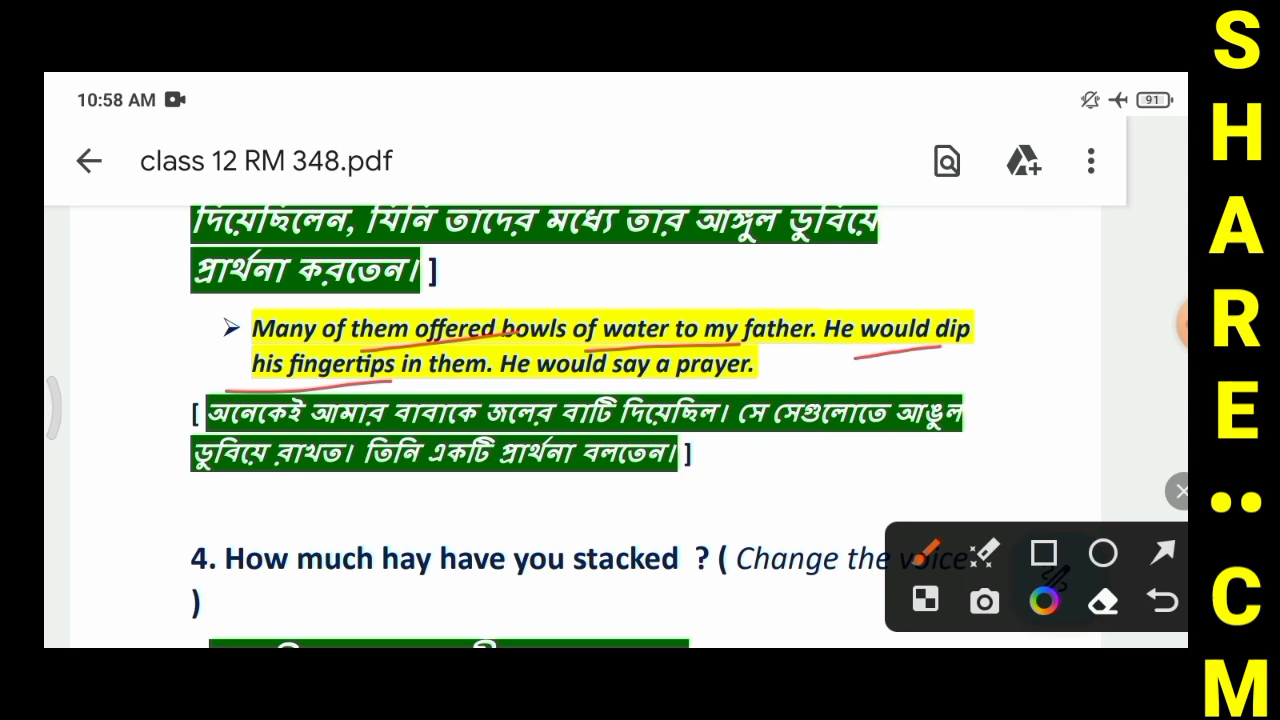 10:58 AM
91
class 12 RM 348.pdf
দিয়েছিলেন, যিনি তাদের মধ্যে তার আঙ্গুল ডুবিয়ে
প্রার্থনা করতেন। ]
➢ Many of them offered bowls of water to my father. He would dip
his fingertips in them. He would say a prayer.
[ অনেকেই আমার বাবাকে জলের বাটি দিয়েছিল। সে সেগুলোতে আঙুল
ডুবিয়ে রাখত। তিনি একটি প্রার্থনা বলতেন। ]
4. How much hay have you stacked ? ( Change the voice
)
S
H
A
R
E
••
C
M